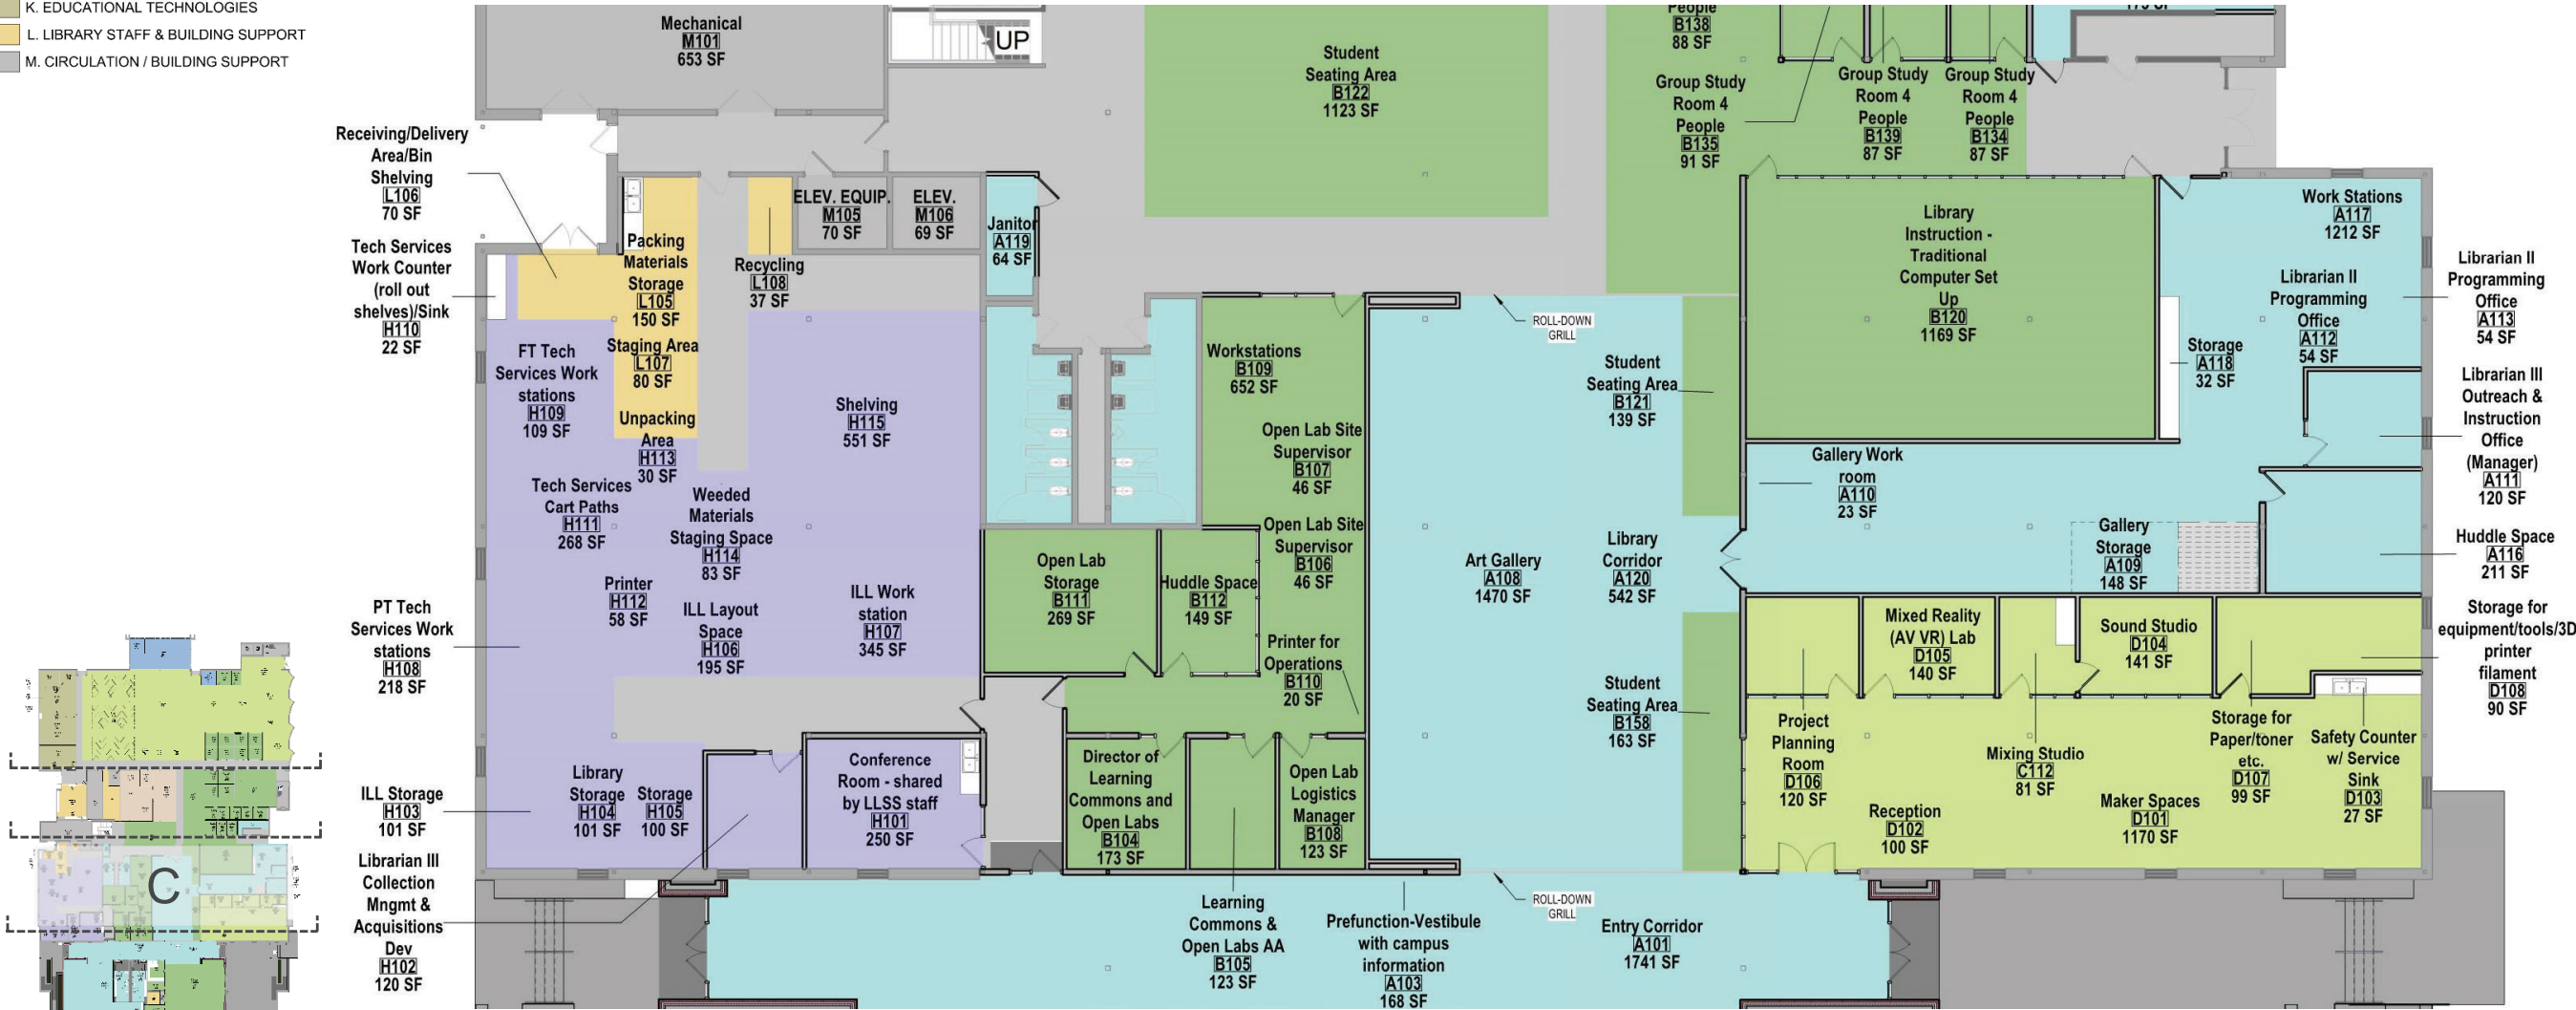 K. EDUCATIONAL TECHNOLOGIES
L. LIBRARY STAFF & BUILDING SUPPORT
M. CIRCULATION / BUILDING SUPPORT
Mechanical
M101
653 SF
UP
Student
Seating Area
B122
1123 SF
People
B138
88 SF
Group Study
Room 4
People
B135
91 SF
Group Study
Room 4
People
B139
87 SF
Group Study
Room 4
People
B134
87 SF
175 SF
Receiving/Delivery
Area/Bin
Shelving
L106
70 SF
Tech Services
Work Counter
(roll out
shelves)/Sink
H110
22 SF
Packing
Materials
Storage
L105
150 SF
Staging Area
L107
80 SF
Unpacking
Area
H113
30 SF
Recycling
L108
37 SF
ELEV. EQUIP.
M105
70 SF
ELEV.
M106
69 SF
Janitor
A119
64 SF
FT Tech
Services Work
stations
H109
109 SF
Shelving
H115
551 SF
Tech Services
Cart Paths
H111
268 SF
Weeded
Materials
Staging Space
H114
83 SF
Printer
H112
58 SF
ILL Layout
Space
H106
195 SF
ILL Work
station
H107
345 SF
PT Tech
Services Work
stations
H108
218 SF
ILL Storage
H103
101 SF
Library
Storage
H104
101 SF
Storage
H105
100 SF
Conference
Room - shared
by LLSS staff
H101
250 SF
Librarian III
Collection
Mngmt &
Acquisitions
Dev
H102
120 SF
Workstations
B109
652 SF
Open Lab Site
Supervisor
B107
46 SF
Open Lab Site
Supervisor
B106
46 SF
Open Lab
Storage
B111
269 SF
Huddle Space
B112
149 SF
Printer for
Operations
B110
20 SF
Director of
Learning
Commons and
Open Labs
B104
173 SF
Open Lab
Logistics
Manager
B108
123 SF
Learning
Commons &
Open Labs AA
B105
123 SF
Prefunction-Vestibule
with campus
information
A103
168 SF
ROLL-DOWN
GRILL
Student
Seating Area
B121
139 SF
Art Gallery
A108
1470 SF
Library
Corridor
A120
542 SF
Student
Seating Area
B158
163 SF
ROLL-DOWN
GRILL
Entry Corridor
A101
1741 SF
Library
Instruction -
Traditional
Computer Set
Up
B120
1169 SF
Work Stations
A117
1212 SF
Librarian II
Programming
Office
A112
54 SF
Librarian II
Programming
Office
A113
54 SF
Storage
A118
32 SF
Librarian III
Outreach &
Instruction
Office
(Manager)
A111
120 SF
Gallery Work
room
A110
23 SF
Gallery
Storage
A109
148 SF
Huddle Space
A116
211 SF
Storage for
equipment/tools/3D
printer
filament
D108
90 SF
Mixed Reality
(AV VR) Lab
D105
140 SF
Sound Studio
D104
141 SF
Project
Planning
Room
D106
120 SF
Mixing Studio
C112
81 SF
Storage for
Paper/toner
etc.
D107
99 SF
Safety Counter
w/ Service
Sink
D103
27 SF
Reception
D102
100 SF
Maker Spaces
D101
1170 SF
C